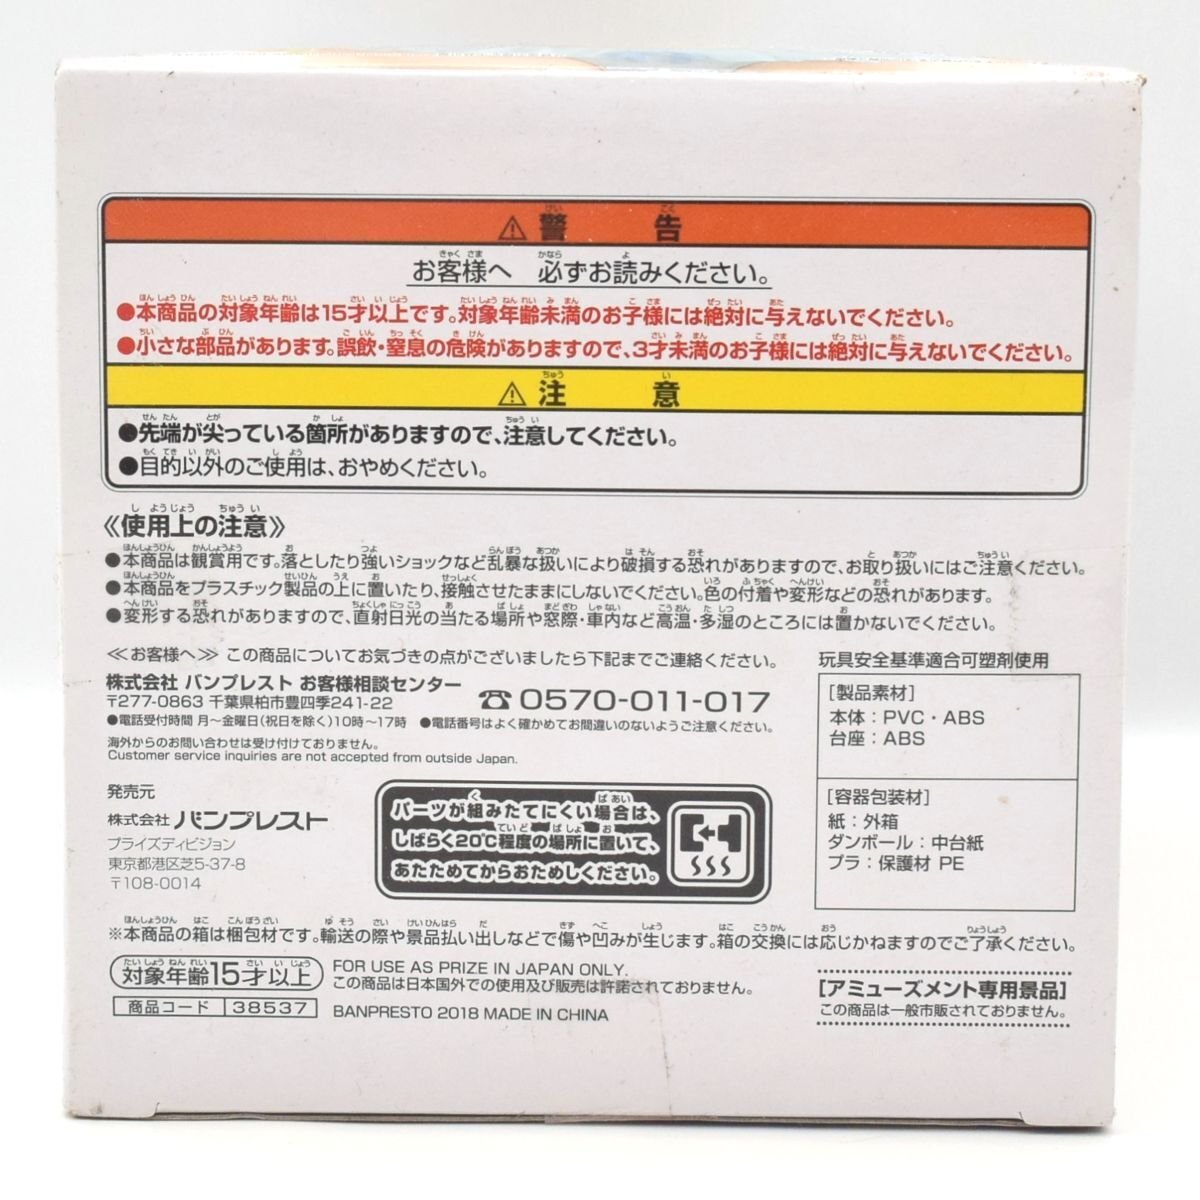 ⚠警告
お客様へ 必ずお読みください。
●本商品の対象年齢は15才以上です。対象年齢未満のお子様には絶対に与えないでください。
●小さな部品があります。誤飲・窒息の危険がありますので、3才未満のお子様には絶対に与えないでください。
⚠注意
●先端が尖っている箇所がありますので、注意してください。
●目的以外のご使用は、おやめください。
《使用上の注意》
●本商品は観賞用です。落としたり強いショックなど乱暴な扱いにより破損する恐れがありますので、お取り扱いにはご注意ください。
●本商品をプラスチック製品の上に置いたり、接触させたままにしないでください。色の付着や変形などの恐れがあります。
●変形する恐れがありますので、直射日光の当たる場所や窓際・車内など高温・多湿のところには置かないでください。
≪お客様へ≫ この商品についてお気づきの点がございましたら下記までご連絡ください。
株式会社 バンプレスト お客様相談センター
〒277-0863 千葉県柏市豊四季241-22
☎0570-011-017
●電話受付時間 月〜金曜日(祝日を除く)10時〜17時 ●電話番号はよく確かめてお間違いのないようご注意ください。
海外からのお問い合わせは受け付けておりません。
Customer service inquiries are not accepted from outside Japan.
玩具安全基準適合可塑剤使用
[製品素材]
本体：PVC・ABS
台座：ABS
[容器包装材]
紙：外箱
ダンボール：中台紙
プラ：保護材 PE
発売元
株式会社 バンプレスト
プライズディビジョン
東京都港区芝5-37-8
〒108-0014
パーツが組みたてにくい場合は、
しばらく20℃程度の場所に置いて、
あたためてからおためしください。
※本商品の箱は梱包材です。輸送の際や景品払い出しなどで傷や凹みが生じます。箱の交換には応じかねますのでご了承ください。
対象年齢15才以上
商品コード 38537
FOR USE AS PRIZE IN JAPAN ONLY.
この商品は日本国外での使用及び販売は許諾されておりません。
BANPRESTO 2018 MADE IN CHINA
[アミューズメント専用景品]
この商品は一般市販されておりません。